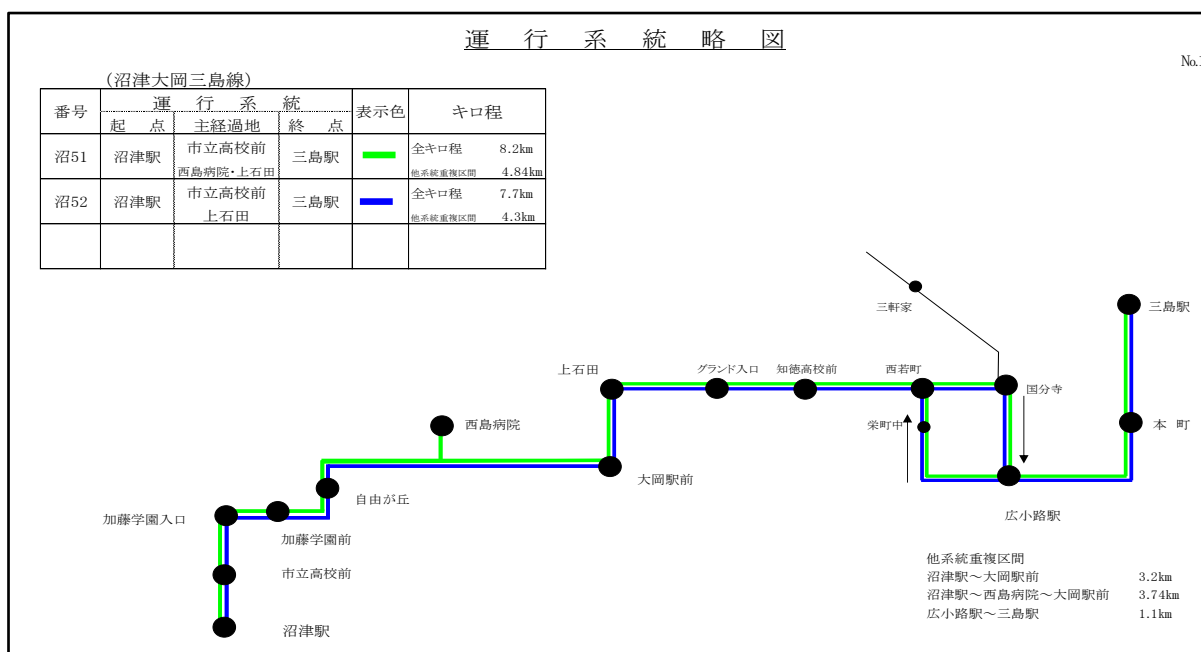 運 行 系 統 略 図
No.1
(沼津大岡三島線)
番号 運 行 系 統 表示色 キロ程
起 点 主経過地 終 点
沼51 沼津駅 市立高校前 西島病院・上石田 三島駅 全キロ程 8.2km 他系統重複区間 4.84km
沼52 沼津駅 市立高校前 上石田 三島駅 全キロ程 7.7km 他系統重複区間 4.3km
三軒家
三島駅
上石田
グランド入口
知徳高校前
西若町
国分寺
西島病院
栄町中
本 町
大岡駅前
自由が丘
広小路駅
加藤学園入口
加藤学園前
市立高校前
沼津駅
他系統重複区間
沼津駅～大岡駅前 3.2km
沼津駅～西島病院～大岡駅前 3.74km
広小路駅～三島駅 1.1km